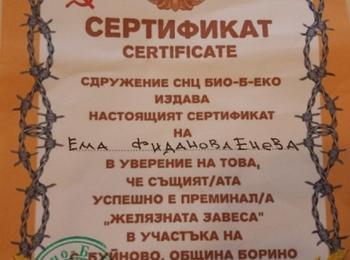 СЕРТИФИКАТ
CERTIFICATE
СДРУЖЕНИЕ СНЦ БИО-Б-ЕКО
ИЗДАВА
НАСТОЯЩИЯТ СЕРТИФИКАТ
НА
ЕМА ФИДАНОВА ЕНЕВА
В УВЕРЕНИЕ НА ТОВА,
ЧЕ СЪЩИЯТ/АТА
УСПЕШНО Е ПРЕМИНАЛ/А
„ЖЕЛЯЗНАТА ЗАВЕСА"
В УЧАСТЪКА НА
БУЙНОВО, ОБЩИНА БОРИНО